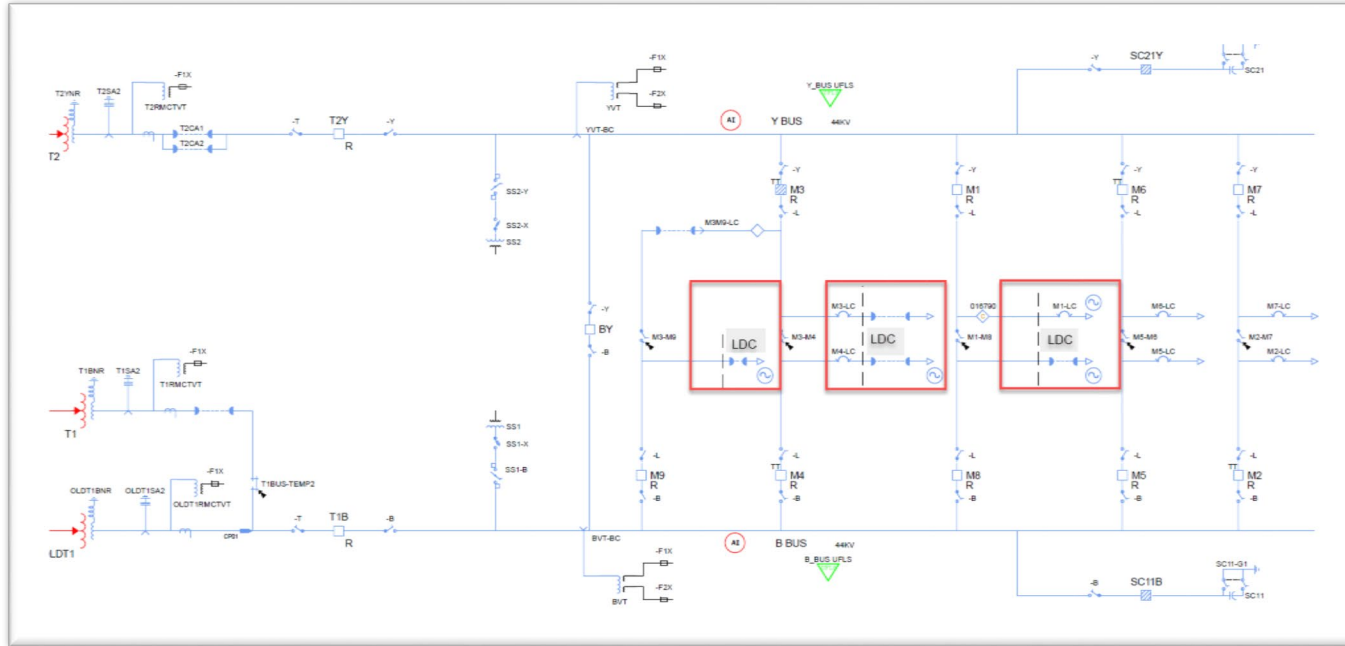 SC21Y
-Y
SC21
-F1X
T2YNR
T2SA2
T2RMCTVT
-F1X
-F2X
YVT
Y_BUS UFLS
T2
T2CA1
T2CA2
-T
T2Y
-Y
R
YVT-BC
AI
Y BUS
44KV
-Y
-Y
-Y
-Y
TT
M3
R
-L
M1
R
-L
TT
M6
R
-L
M7
R
-L
SS2-Y
SS2-X
SS2
M3M9-LC
-Y
BY
-B
M3-M9
LDC
M3-LC
M3-M4
M4-LC
LDC
016790
M1-LC
M1-M8
LDC
M6-LC
M5-M6
M5-LC
M7-LC
M2-M7
M2-LC
T1BNR
T1SA2
-F1X
T1RMCTVT
T1
SS1
SS1-X
SS1-B
-L
M9
R
-B
-L
TT
M4
R
-B
-L
M8
R
-B
-L
M5
R
-B
-L
TT
M2
R
-B
OLDT1BNR
OLDT1SA2
-F1X
OLDT1RMCTVT
T1BUS-TEMP2
LDT1
-T
T1B
-B
R
BVT-BC
AI
B BUS
44KV
B_BUS UFLS
-F1X
-F2X
BVT
-B
SC11B
SC11-G1
SC11